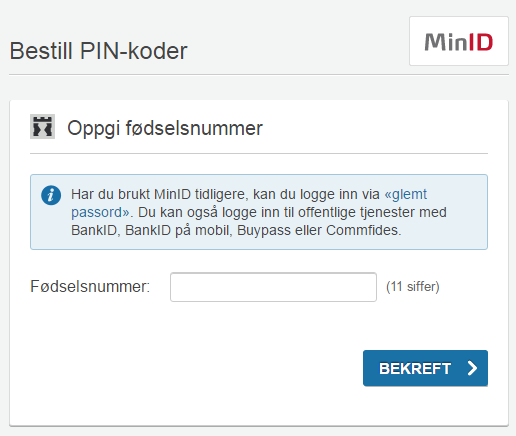 Bestill PIN-koder
MinID
Oppgi fødselsnummer
Har du brukt MinID tidligere, kan du logge inn via «glemt
passord». Du kan også logge inn til offentlige tjenester med
BankID, BankID på mobil, Buypass eller Commfides.
Fødselsnummer: (11 siffer)
BEKREFT